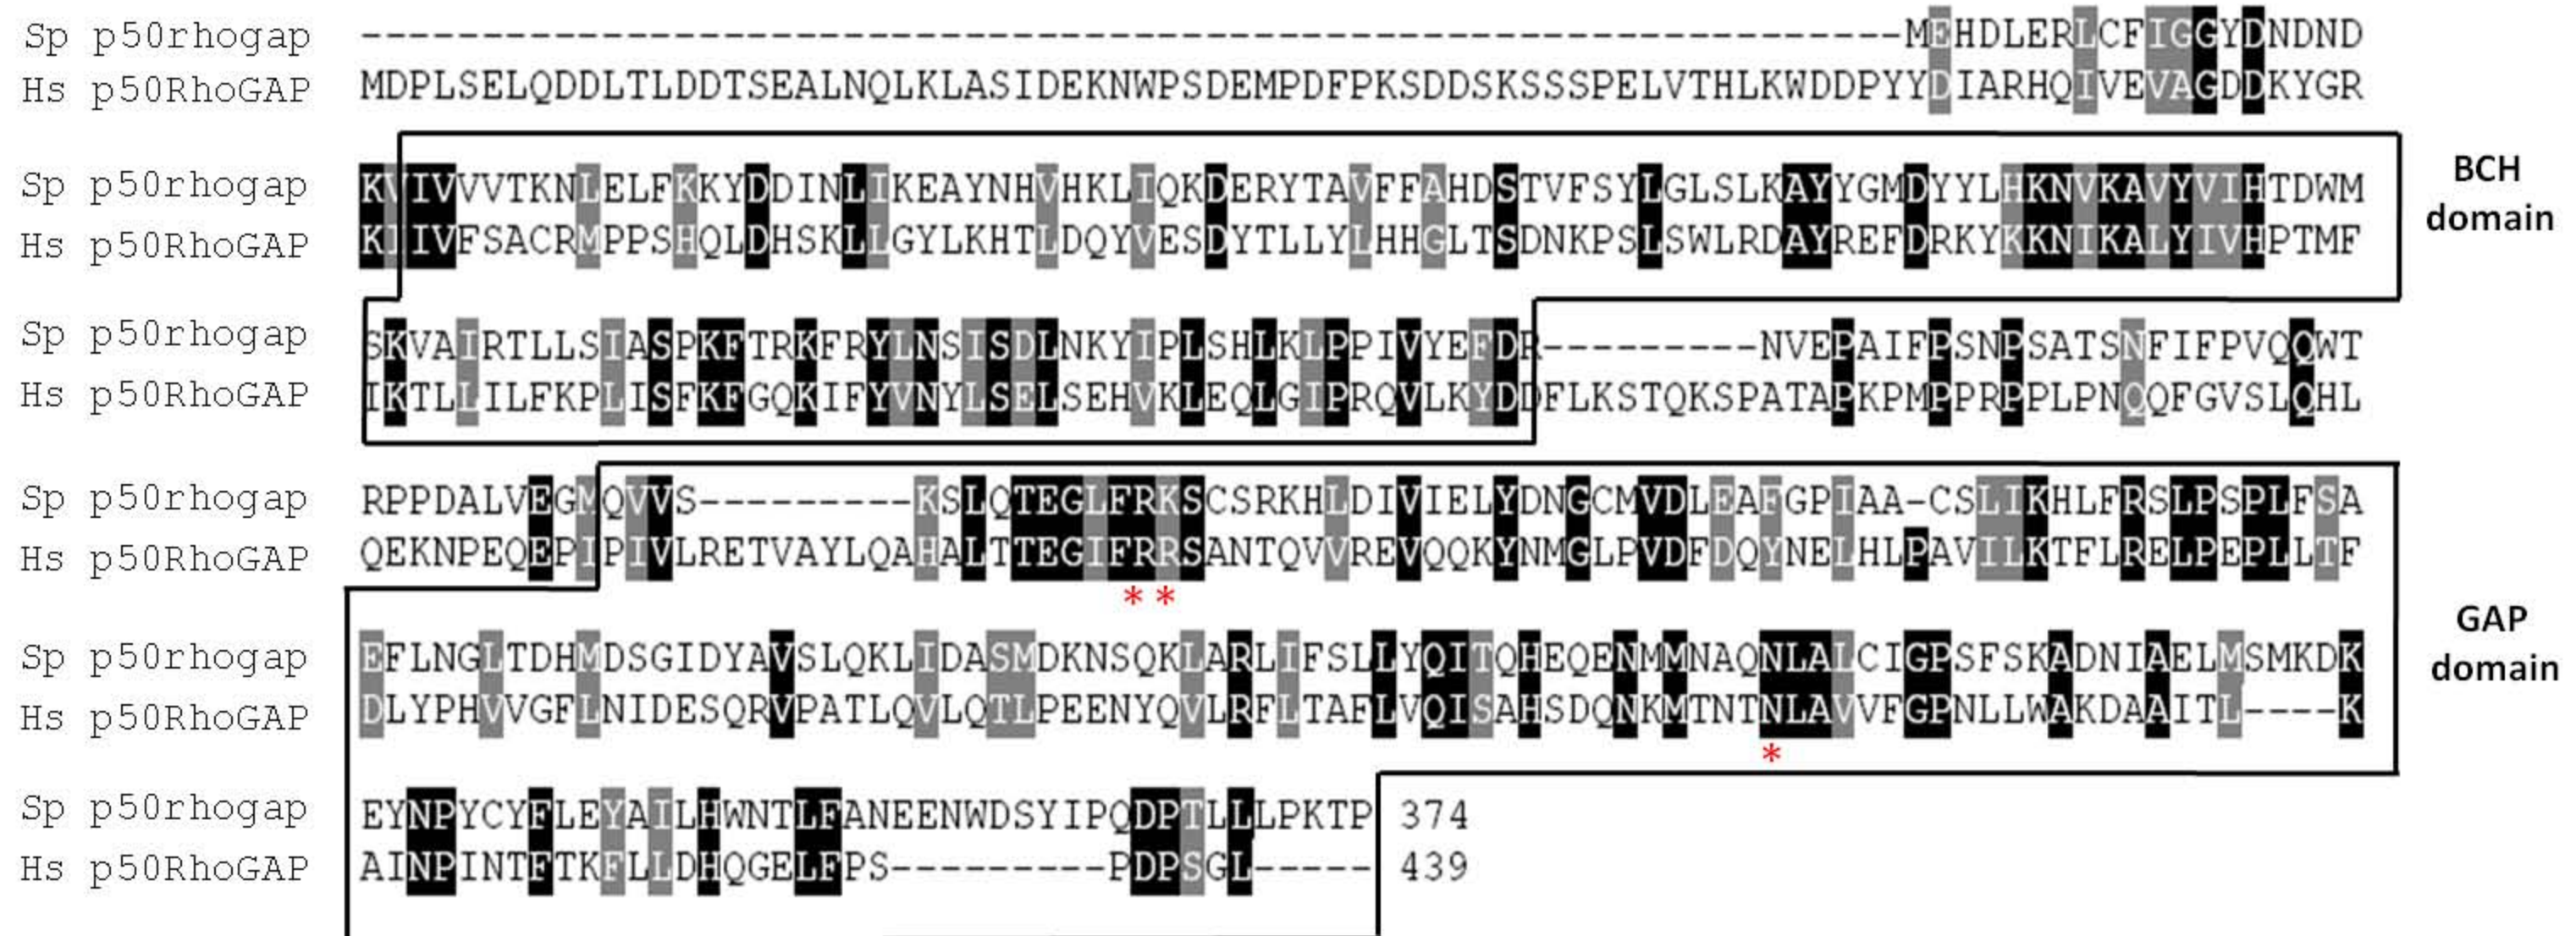 Sp p50rhogap ----------------------------------------------------------------MEHDLERLCFIGGYDNDND
Hs p50RhoGAP MDPLSELQDDLTLDDTSEALNQLKLASIDEKNWPSDEMPDFPKSDDSKSSSPELVTHLKWDDPYYDIARHQIVEVAGDDKYGR
Sp p50rhogap KVIVVVTKNLELFKKYDDINLIKEAYNHVHKLIQKDERYTAVFFAHDSTVFSYLGLSLKAYYGMDYYLHKNVKAVYVIHTDWM
Hs p50RhoGAP KIIVFSACRMPPSHQLDHSKLLGYLKHTLDQYVESDYTLLYLHHGLTSDNKPSLSWLRDAYREFDRKYKKNIKALYIVHPTMF
BCH
domain
Sp p50rhogap SKVAIRTLLSIASPKFTRKFRYLNSISDLNKYIPLSHLKLPPIVYEFDR---------NVEPAIFPSNPSATSNFIFPVQQWT
Hs p50RhoGAP IKTLLILFKPLISFKFGQKIFYVNYLSELSEHVKLEQLGIPRQVLKYDDFLKSTQKSPATAPKPMPPRPPLPNQQFGVSLQHL
Sp p50rhogap RPPDALVEGMQVVS---------KSLQTEGLFRKSCSRKHLDIVIELYDNGCMVDLEAFGPIAA-CSLIKHLFRSLPSPLFSA
Hs p50RhoGAP QEKNPEQEPIPIVLRETVAYLQAHALTTEGIFRRSANTQVVREVQQKYNMGLPVDFDQYNELHLPAVILKTFLRELPEPLLTF
* *
Sp p50rhogap EFLNGLTDHMDSGIDYAVSLQKLIDASMDKNSQKLARLIFSLLYQITQHEQENMMNAQNLALCIGPSFSKADNIAELMSMKDK
Hs p50RhoGAP DLYPHVVGFLNIDESQRVPATLQVLQTLPEENYQVLRFLTAFLVQISAHSDQNKMTNTNLAVVFGPNLLWAKDAAITL----K
GAP
domain
*
Sp p50rhogap EYNPYCYFLEYAILHWNTLFANEENWDSYIPQDPTLLLPKTP 374
Hs p50RhoGAP AINPINTFTKFLLDHQGELFPS---------PDPSGL----- 439